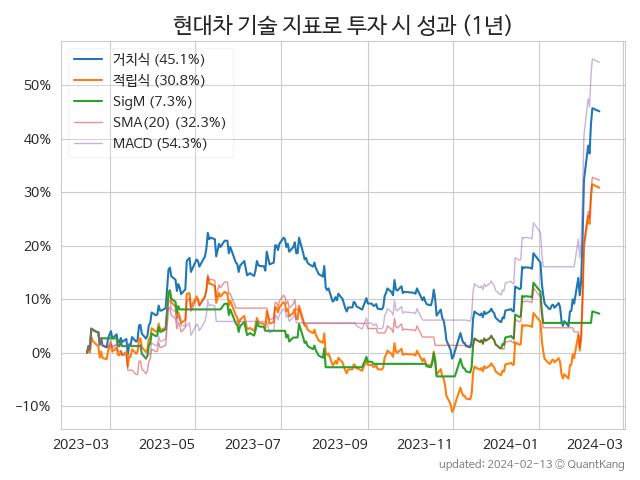 현대차 기술 지표로 투자 시 성과 (1년)
거치식 (45.1%)
적립식 (30.8%)
SigM (7.3%)
SMA(20) (32.3%)
MACD (54.3%)
50%
40%
30%
20%
10%
0%
−10%
2023-03 2023-05 2023-07 2023-09 2023-11 2024-01 2024-03
updated: 2024-02-13 © QuantKang